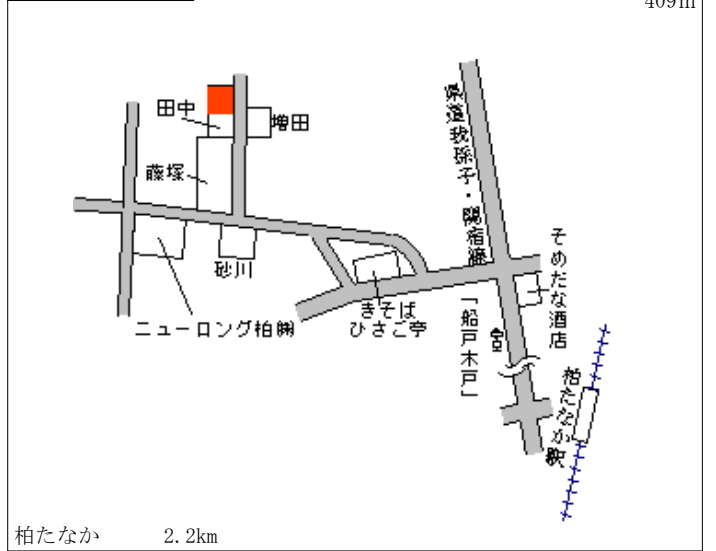 409m
県道我孫子・関宿線
田中
増田
藤塚
そめだな酒店
砂川
きそば
ひさご亭
ニューロング柏㈱
「船戸木戸」
柏たなか駅
柏たなか 2.2km